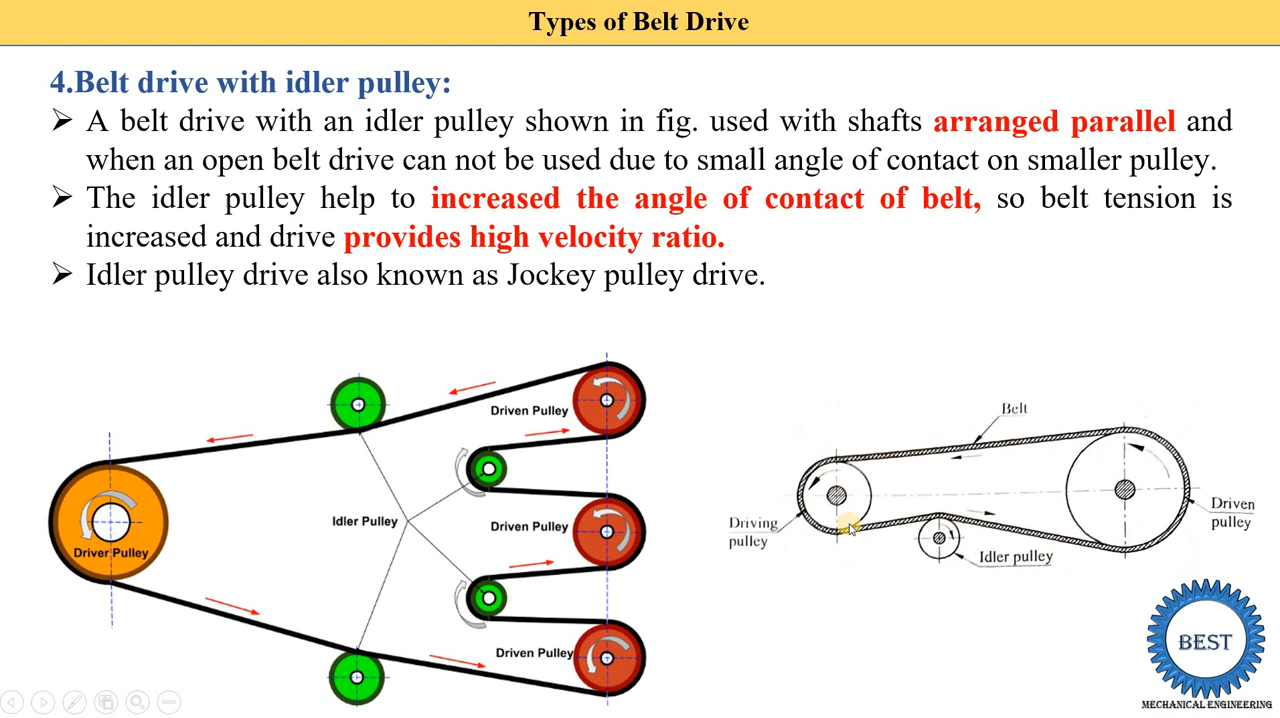 Types of Belt Drive
4.Belt drive with idler pulley:
➢ A belt drive with an idler pulley shown in fig. used with shafts arranged parallel and
when an open belt drive can not be used due to small angle of contact on smaller pulley.
➢ The idler pulley help to increased the angle of contact of belt, so belt tension is
increased and drive provides high velocity ratio.
➢ Idler pulley drive also known as Jockey pulley drive.
Driven Pulley
Idler Pulley
Driven Pulley
Driver Pulley
Driven Pulley
Belt
Driving
pulley
Idler pulley
Driven
pulley
BEST
MECHANICAL ENGINEERING